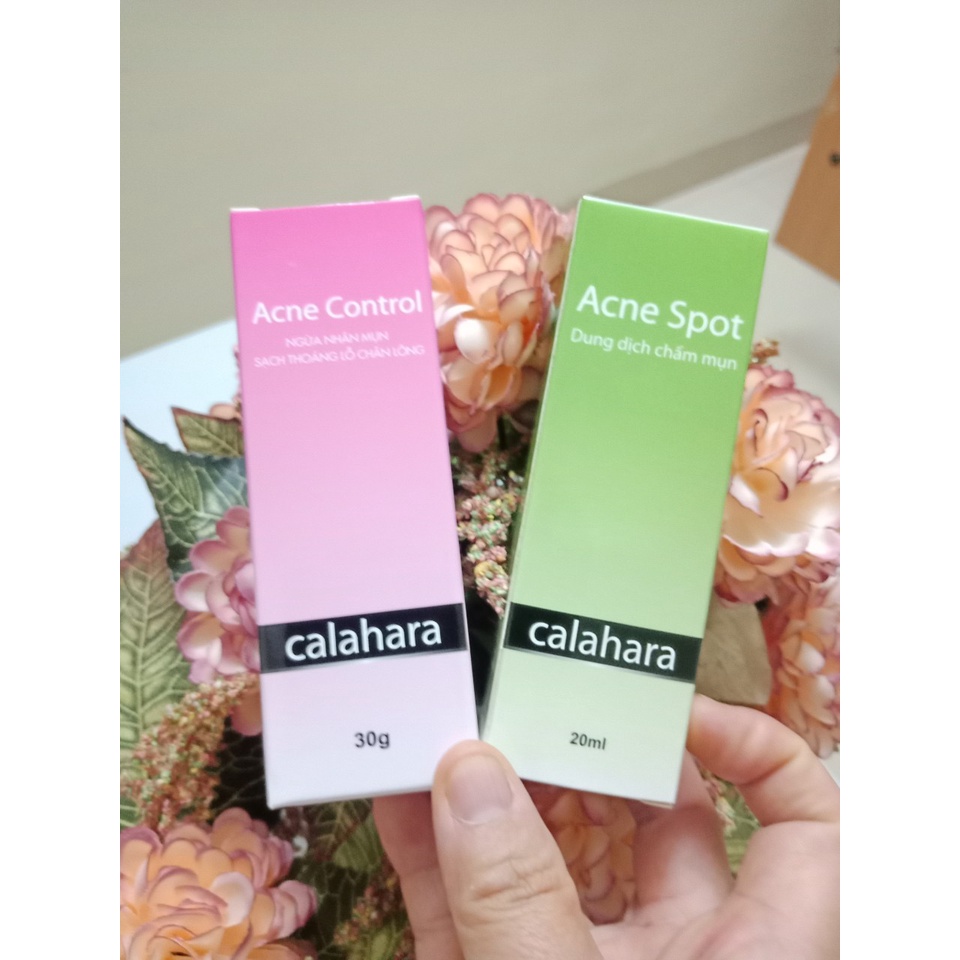 Acne Control
NGỪA NHÂN MỤN
SẠCH THOÁNG LỖ CHÂN LÔNG
calahara
30g
Acne Spot
Dung dịch chấm mụn
calahara
20ml